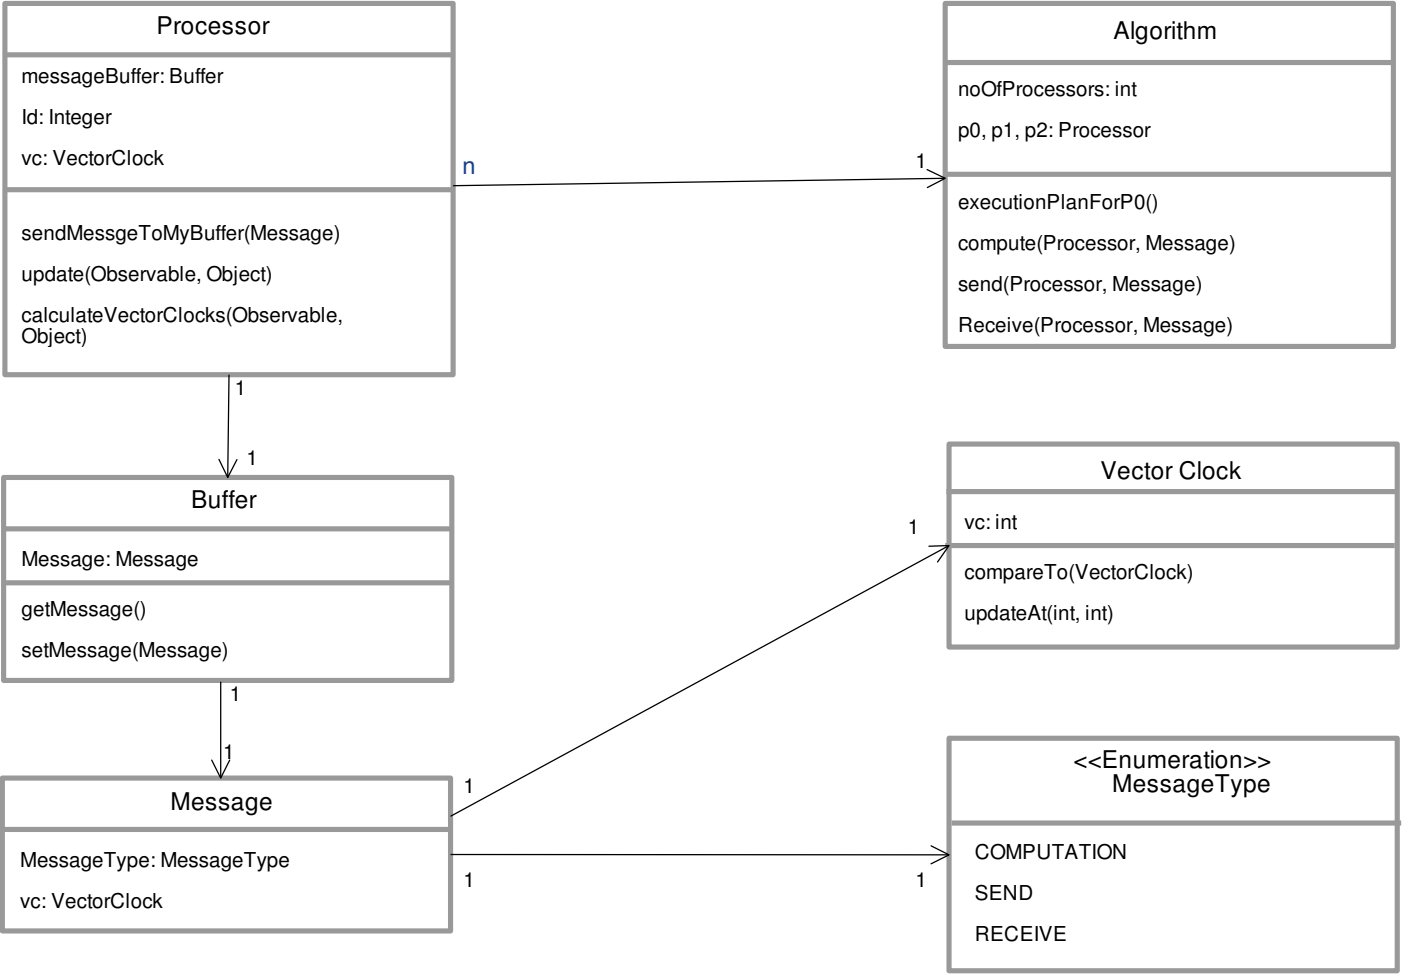 Processor
messageBuffer: Buffer
Id: Integer
vc: VectorClock
sendMessgeToMyBuffer(Message)
update(Observable, Object)
calculateVectorClocks(Observable,
Object)
n
1
Algorithm
noOfProcessors: int
p0, p1, p2: Processor
executionPlanForP0()
compute(Processor, Message)
send(Processor, Message)
Receive(Processor, Message)
1
1
Buffer
Message: Message
getMessage()
setMessage(Message)
1
1
Message
MessageType: MessageType
vc: VectorClock
1
1
Vector Clock
vc: int
compareTo(VectorClock)
updateAt(int, int)
1
1
<<Enumeration>>
MessageType
COMPUTATION
SEND
RECEIVE